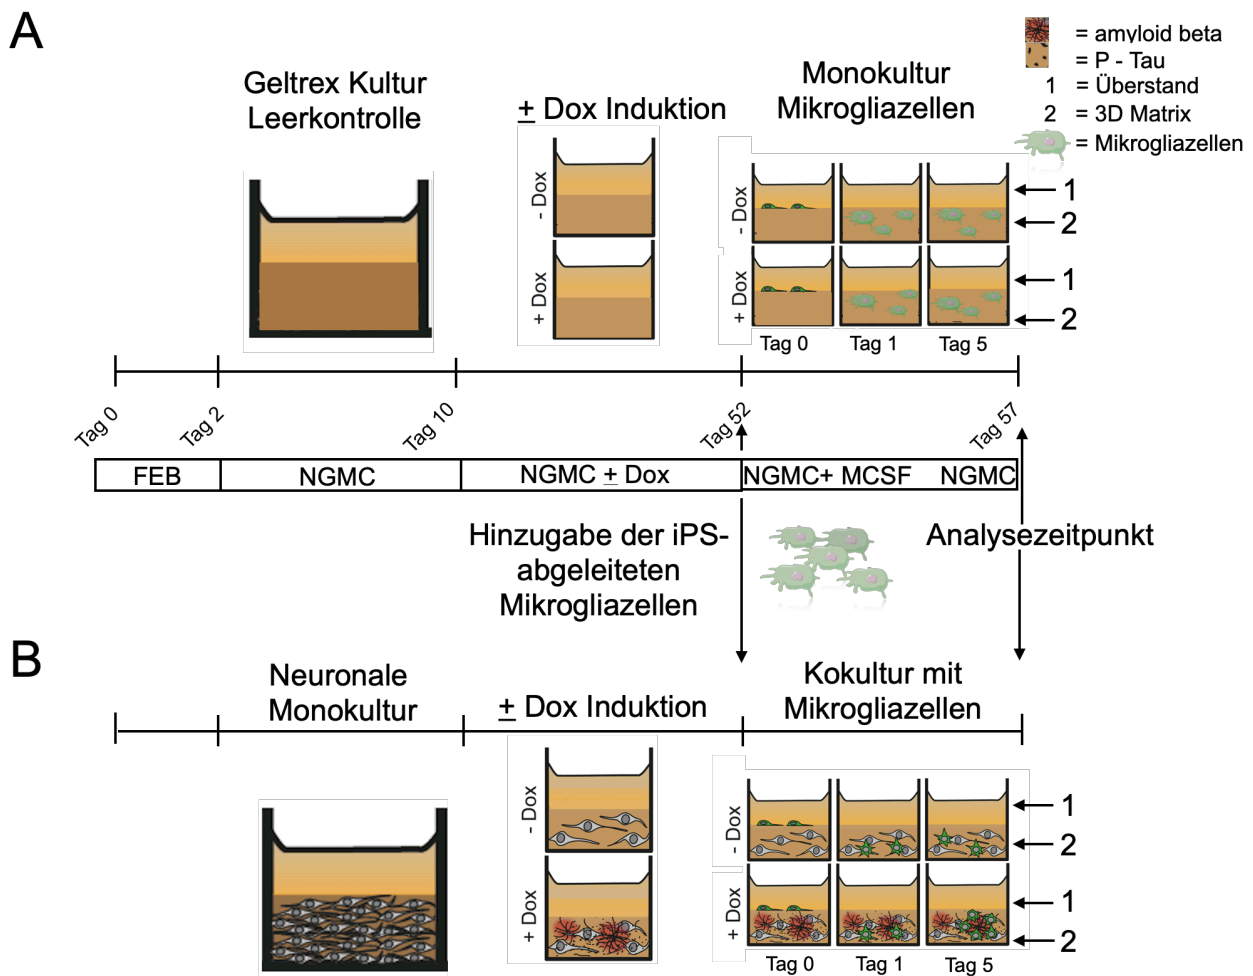 A
Geltrex Kultur
Leerkontrolle
± Dox Induktion
Monokultur
Mikrogliazellen
= amyloid beta
= P - Tau
1 = Überstand
2 = 3D Matrix
= Mikrogliazellen
- Dox
+ Dox
- Dox
+ Dox
1
2
1
2
Tag 0 Tag 1 Tag 5
Tag 0 Tag 2 Tag 10 Tag 52 Tag 57
FEB NGMC NGMC ± Dox NGMC+ MCSF NGMC
Hinzugabe der iPS-
abgeleiteten
Mikrogliazellen
Analysezeitpunkt
B
Neuronale
Monokultur
± Dox Induktion
Kokultur mit
Mikrogliazellen
- Dox
+ Dox
- Dox
+ Dox
1
2
1
2
Tag 0 Tag 1 Tag 5